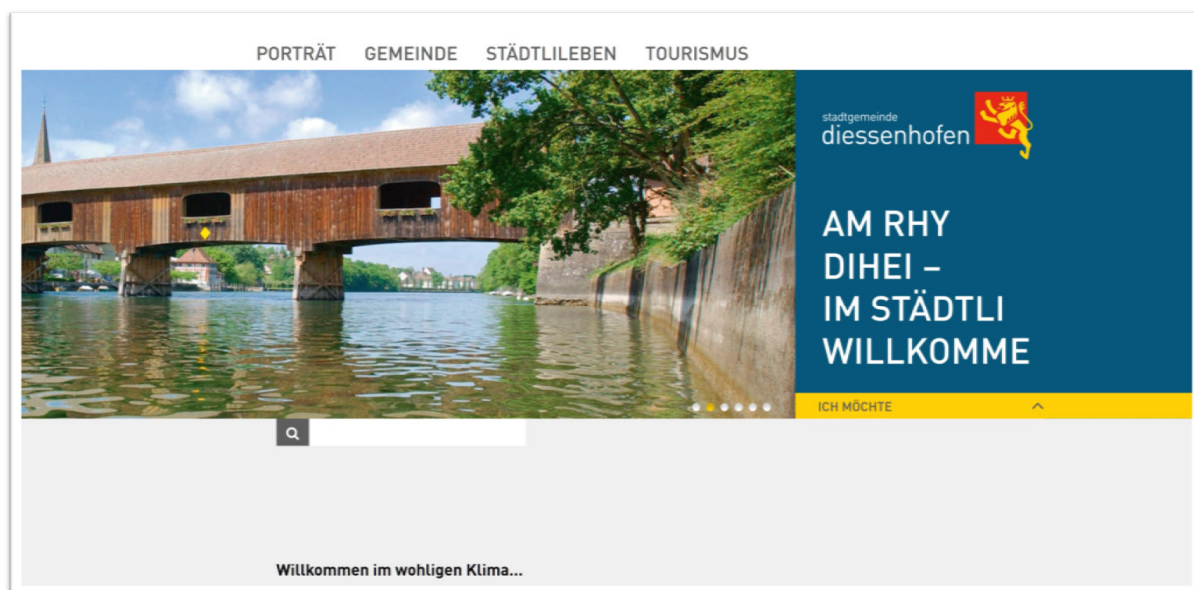 PORTRÄT GEMEINDE STÄDTLILEBEN TOURISMUS
stadtgemeinde
diessenhofen
AM RHY
DIHEI –
IM STÄDTLI
WILLKOMME
ICH MÖCHTE
Willkommen im wohligen Klima...